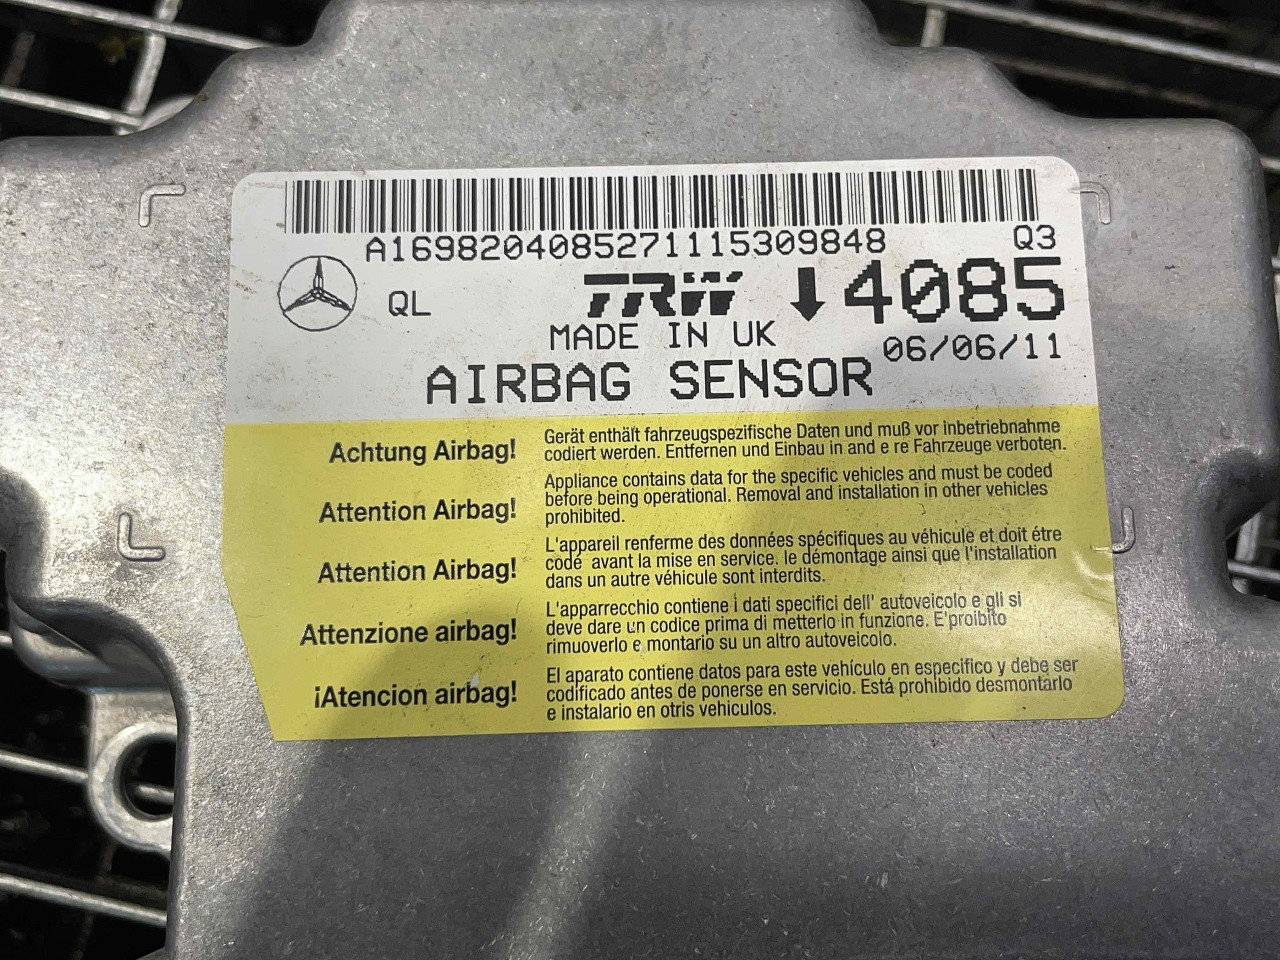 A1698204085271115309848 Q3
QL TRW ↓4085
MADE IN UK
06/06/11
AIRBAG SENSOR
Achtung Airbag!
Gerät enthält fahrzeugspezifische Daten und muß vor inbetriebnahme
codiert werden. Entfernen und Einbau in and e re Fahrzeuge verboten.
Attention Airbag!
Appliance contains data for the specific vehicles and must be coded
before being operational. Removal and installation in other vehicles
prohibited.
Attention Airbag!
L'appareil renferme des données spécifiques au véhicule et doit étre
codé avant la mise en service. le démontage ainsi que l'installation
dans un autre véhicule sont interdits.
Attenzione airbag!
L'apparrecchio contiene i dati specifici dell' autoveicolo e gli si
deve dare un codice prima di metterlo in funzione. E'proibito
rimuoverlo e montario su un altro autoveicolo.
¡Atencion airbag!
El aparato contiene datos para este vehículo en especifico y debe ser
codificado antes de ponerse en servicio. Está prohibido desmontarlo
e instalario en otris vehiculos.